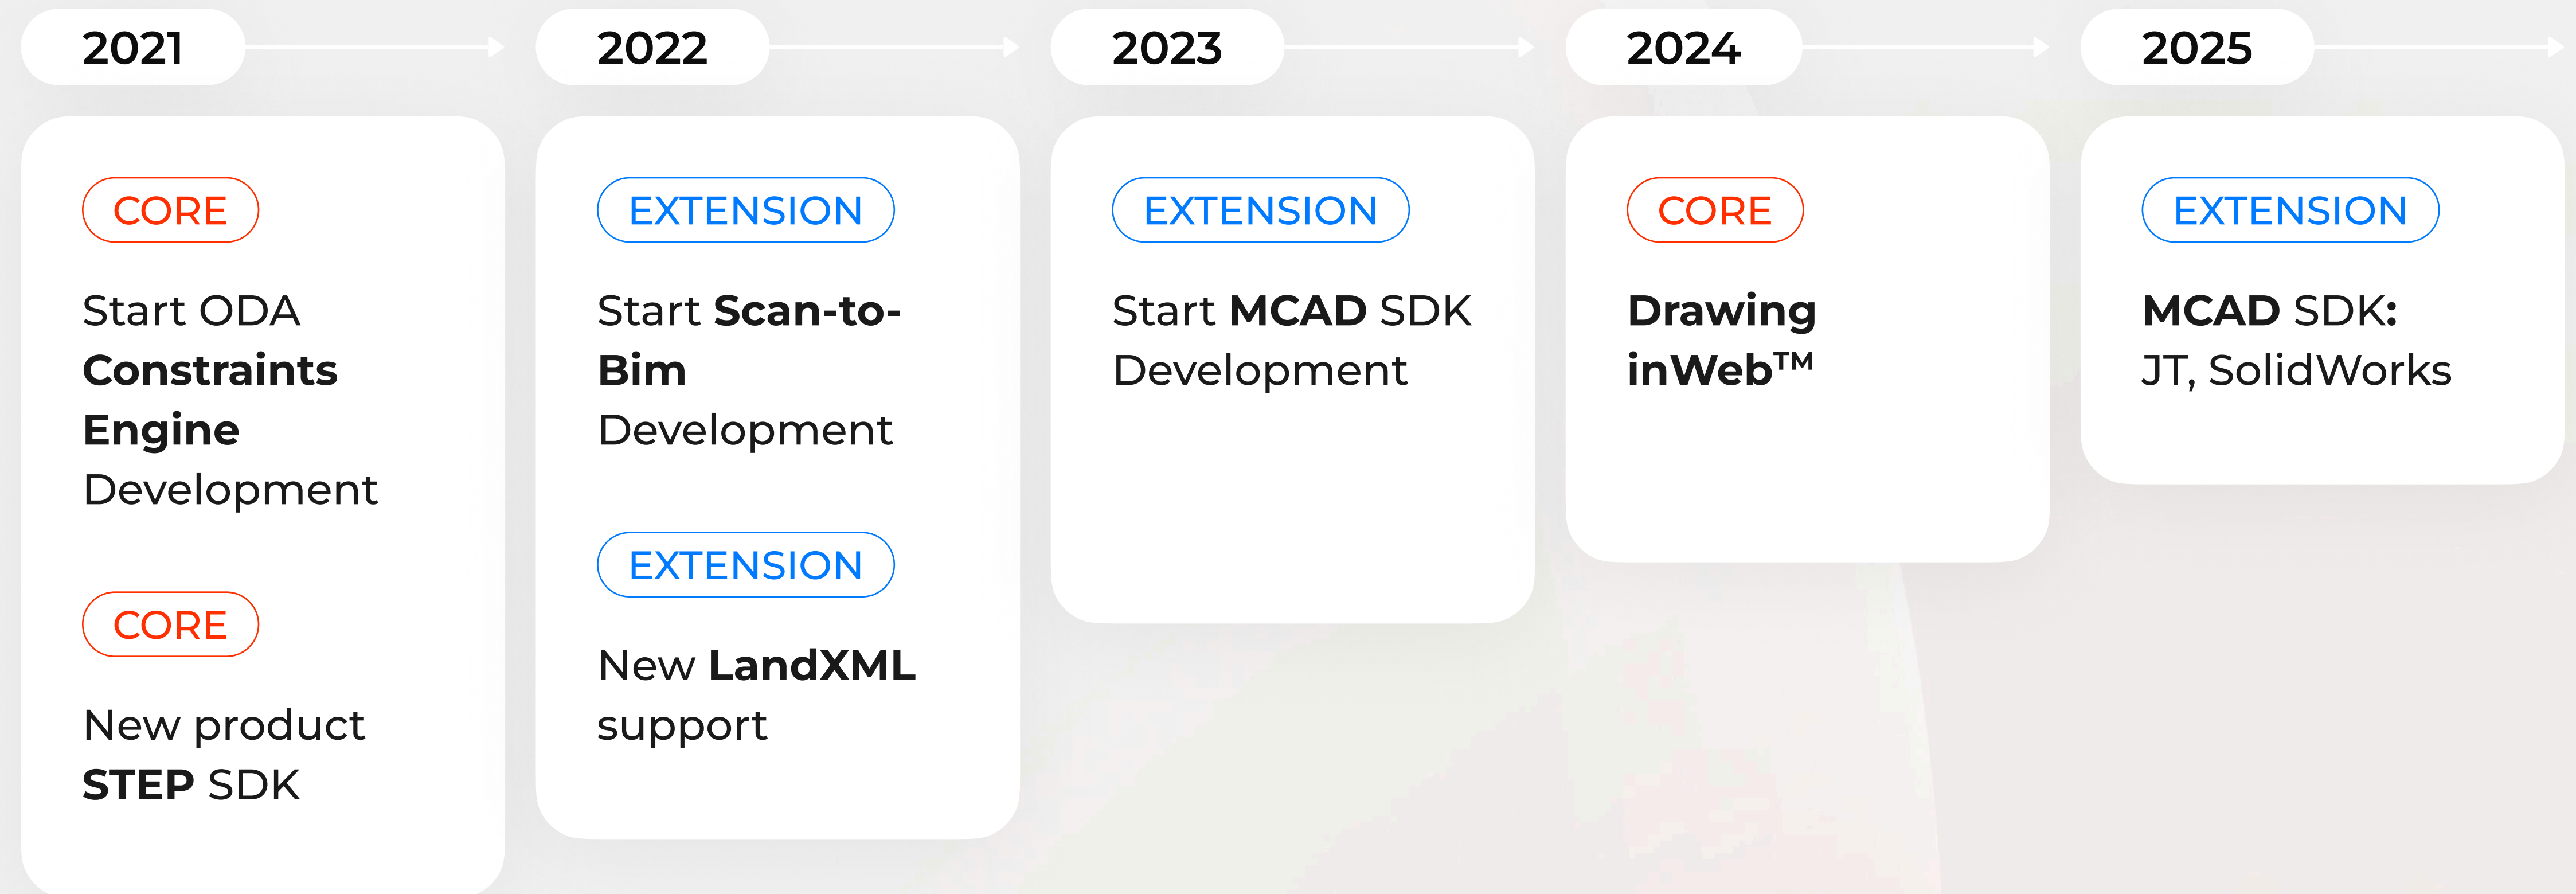 2021
CORE
Start ODA
Constraints
Engine
Development
CORE
New product
STEP SDK
2022
EXTENSION
Start Scan-to-
Bim
Development
EXTENSION
New LandXML
support
2023
EXTENSION
Start MCAD SDK
Development
2024
CORE
Drawing
inWeb™
2025
EXTENSION
MCAD SDK:
JT, SolidWorks